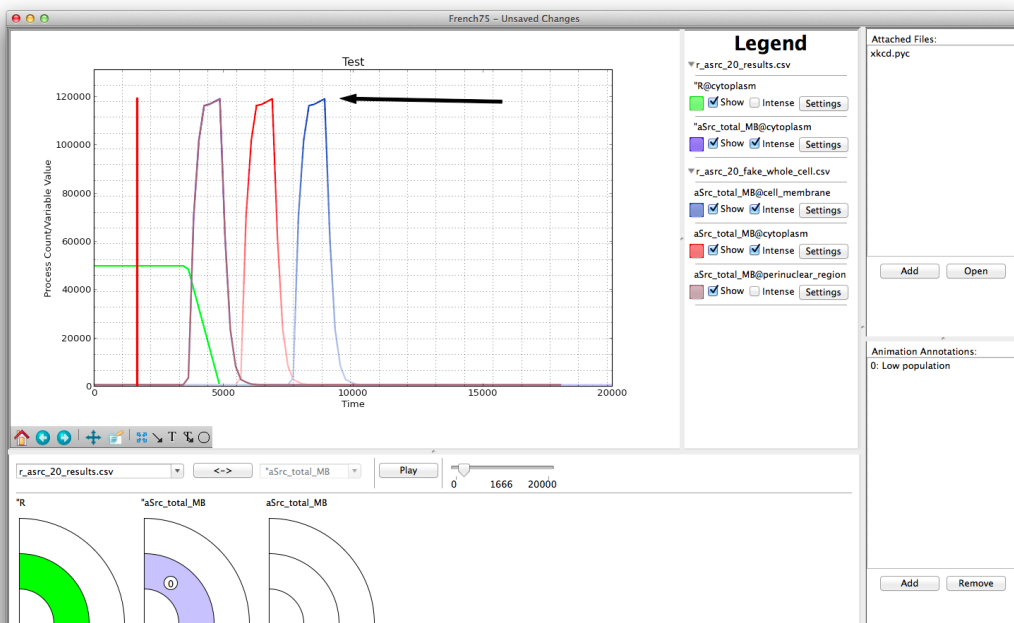 French75 – Unsaved Changes
Test
120000
100000
80000
60000
40000
20000
0
Process Count/Variable Value
0 5000 10000 15000 20000
Time
Legend
r_asrc_20_results.csv
"R@cytoplasm
Show Intense Settings
"aSrc_total_MB@cytoplasm
Show Intense Settings
r_asrc_20_fake_whole_cell.csv
aSrc_total_MB@cell_membrane
Show Intense Settings
aSrc_total_MB@cytoplasm
Show Intense Settings
aSrc_total_MB@perinuclear_region
Show Intense Settings
Attached Files:
xkcd.pyc
Add Open
Animation Annotations:
0: Low population
Add Remove
T T
r_asrc_20_results.csv <-> "aSrc_total_MB Play
0 1666 20000
"R "aSrc_total_MB aSrc_total_MB
0